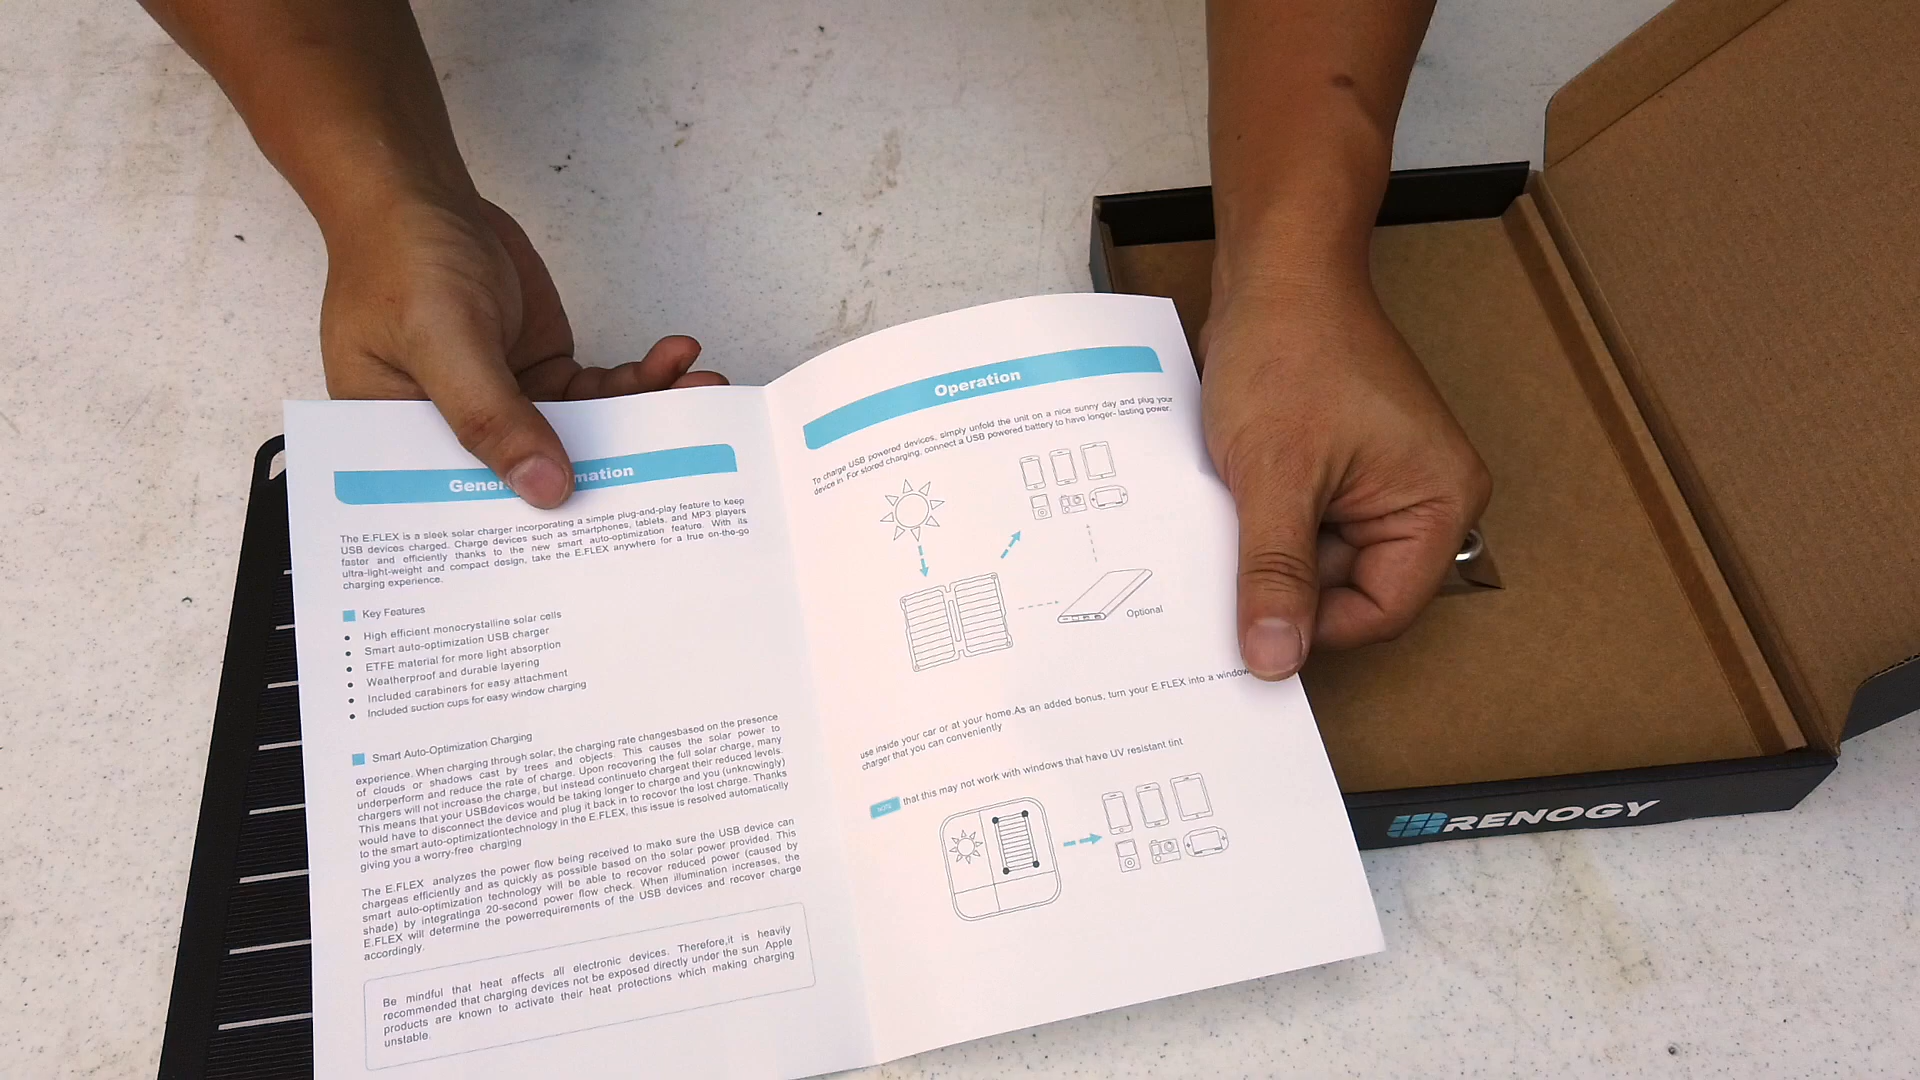 General mation
The E.FLEX is a sleek solar charger incorporating a simple plug-and-play feature to keep
USB devices charged. Charge devices such as smartphones, tablets, and MP3 players
faster and efficiently thanks to the new smart auto-optimization feature. With its
ultra-light-weight and compact design, take the E.FLEX anywhere for a true on-the-go
charging experience.
Key Features
High efficient monocrystalline solar cells
Smart auto-optimization USB charger
ETFE material for more light absorption
Weatherproof and durable layering
Included carabiners for easy attachment
Included suction cups for easy window charging
Smart Auto-Optimization Charging
experience. When charging through solar, the charging rate changesbased on the presence
of clouds or shadows cast by trees and objects. This causes the solar power to
underperform and reduce the rate of charge. Upon recovering the full solar charge, many
chargers will not increase the charge, but instead continueto chargeat their reduced levels.
This means that your USBdevices would be taking longer to charge and you (unknowingly)
would have to disconnect the device and plug it back in to recover the lost charge. Thanks
to the smart auto-optimizationtechnology in the E.FLEX, this issue is resolved automatically
giving you a worry-free charging
The E.FLEX analyzes the power flow being received to make sure the USB device can
chargeas efficiently and as quickly as possible based on the solar power provided. This
smart auto-optimization technology will be able to recover reduced power (caused by
shade) by integratinga 20-second power flow check. When illumination increases, the
E.FLEX will determine the powerrequirements of the USB devices and recover charge
accordingly.
Be mindful that heat affects all electronic devices. Therefore,it is heavily
recommended that charging devices not be exposed directly under the sun. Apple
products are known to activate their heat protections which making charging
unstable.
Operation
To charge USB powered devices, simply unfold the unit on a nice sunny day and plug your
device in. For stored charging, connect a USB powered battery to have longer- lasting power.
Optional
use inside your car or at your home.As an added bonus, turn your E.FLEX into a window
charger that you can conveniently
NOTE that this may not work with windows that have UV resistant tint
RENOGY